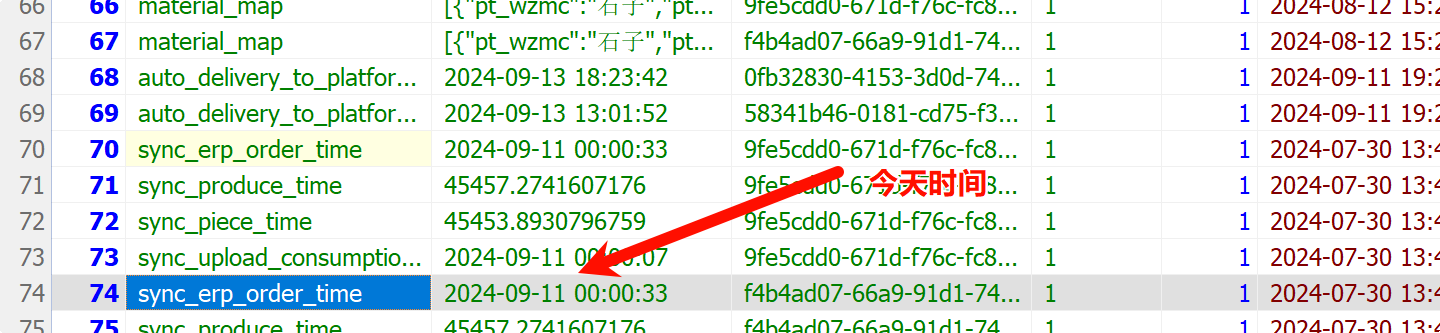 66 66 material_map [{"pt_wzmc":"石子","pt... 9fe5cdd0-671d-f76c-fc8... 1 1 2024-08-12 15:2
67 67 material_map [{"pt_wzmc":"石子","pt... f4b4ad07-66a9-91d1-74... 1 1 2024-08-12 15:2
68 68 auto_delivery_to_platfor... 2024-09-13 18:23:42 0fb32830-4153-3d0d-74... 1 1 2024-09-11 19:2
69 69 auto_delivery_to_platfor... 2024-09-13 13:01:52 58341b46-0181-cd75-f3... 1 1 2024-09-11 19:2
70 70 sync_erp_order_time 2024-09-11 00:00:33 9fe5cdd0-671d-f76c-fc8... 1 1 2024-07-30 13:4
71 71 sync_produce_time 45457.2741607176 9fe5cdd0-671d-f76c-fc8... 1 1 2024-07-30 13:4
今天时间
72 72 sync_piece_time 45453.8930796759 9fe5cdd0-671d-f76c-fc8... 1 1 2024-07-30 13:4
73 73 sync_upload_consumptio... 2024-09-11 9fe5cdd0-671d-f76c-fc8... 1 1 2024-07-30 13:4
74 74 sync_erp_order_time 2024-09-11 00:00:33 f4b4ad07-66a9-91d1-74... 1 1 2024-07-30 13:4
75 75 sync_produce_time 45457.2741607176 f4b4ad07-66a9-91d1-74... 1 1 2024-07-30 13:4